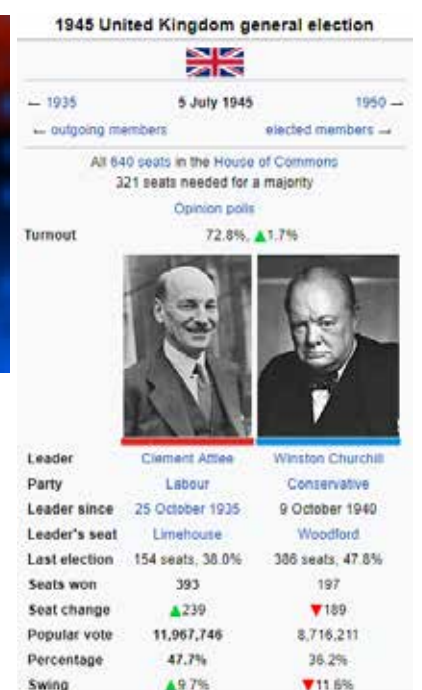 1945 United Kingdom general election
← 1935 5 July 1945 1950 →
← outgoing members elected members →
All 640 seats in the House of Commons
321 seats needed for a majority
Opinion polls
Turnout 72.8%, ▲1.7%
Leader Clement Attlee Winston Churchill
Party Labour Conservative
Leader since 25 October 1935 9 October 1940
Leader's seat Limehouse Woodford
Last election 154 seats, 38.0% 386 seats, 47.8%
Seats won 393 197
Seat change ▲239 ▼189
Popular vote 11,967,746 8,716,211
Percentage 47.7% 36.2%
Swing ▲9.7% ▼11.6%